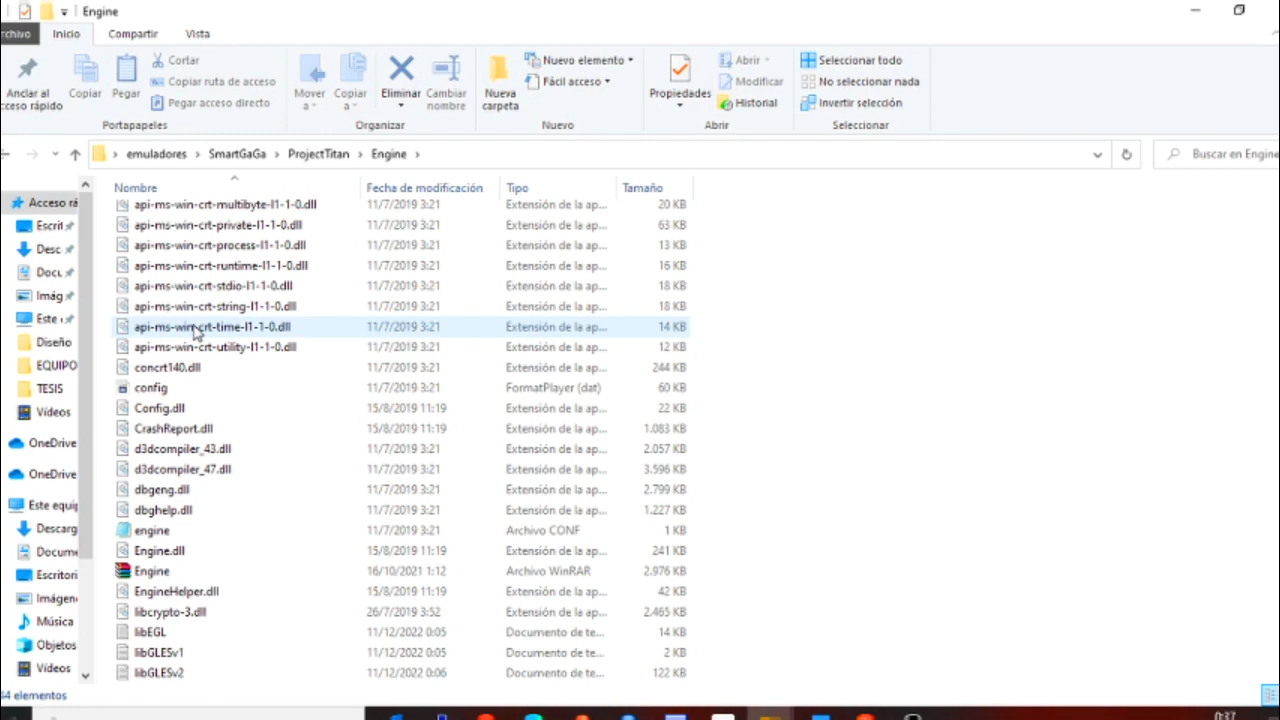 Engine
rchivo Inicio Compartir Vista
Anclar al
cceso rápido
Copiar
Pegar
Cortar
Copiar ruta de acceso
Pegar acceso directo
Portapapeles
Mover
a
Copiar
a
Eliminar
Cambiar
nombre
Organizar
Nueva
carpeta
Nuevo elemento
Fácil acceso
Nuevo
Propiedades
Abrir
Modificar
Historial
Abrir
Seleccionar todo
No seleccionar nada
Invertir selección
Seleccionar
emuladores > SmartGaGa > ProjectTitan > Engine >
Buscar en Engine
Acceso rá
Escrit
Desc
Docu
Imág
Este
Diseño
EQUIPO
TESIS
Vídeos
OneDrive
OneDrive
Este equip
Descarg
Docume
Escritori
Imágene
Música
Objetos
Vídeos
Nombre Fecha de modificación Tipo Tamaño
api-ms-win-crt-multibyte-l1-1-0.dll 11/7/2019 3:21 Extensión de la ap... 20 KB
api-ms-win-crt-private-l1-1-0.dll 11/7/2019 3:21 Extensión de la ap... 63 KB
api-ms-win-crt-process-l1-1-0.dll 11/7/2019 3:21 Extensión de la ap... 13 KB
api-ms-win-crt-runtime-l1-1-0.dll 11/7/2019 3:21 Extensión de la ap... 16 KB
api-ms-win-crt-stdio-l1-1-0.dll 11/7/2019 3:21 Extensión de la ap... 18 KB
api-ms-win-crt-string-l1-1-0.dll 11/7/2019 3:21 Extensión de la ap... 18 KB
api-ms-win-crt-time-l1-1-0.dll 11/7/2019 3:21 Extensión de la ap... 14 KB
api-ms-win-crt-utility-l1-1-0.dll 11/7/2019 3:21 Extensión de la ap... 12 KB
concrt140.dll 11/7/2019 3:21 Extensión de la ap... 244 KB
config 11/7/2019 3:21 FormatPlayer (dat) 60 KB
Config.dll 15/8/2019 11:19 Extensión de la ap... 22 KB
CrashReport.dll 15/8/2019 11:19 Extensión de la ap... 1.083 KB
d3dcompiler_43.dll 11/7/2019 3:21 Extensión de la ap... 2.057 KB
d3dcompiler_47.dll 11/7/2019 3:21 Extensión de la ap... 3.596 KB
dbgeng.dll 11/7/2019 3:21 Extensión de la ap... 2.799 KB
dbghelp.dll 11/7/2019 3:21 Extensión de la ap... 1.227 KB
engine 11/7/2019 3:21 Archivo CONF 1 KB
Engine.dll 15/8/2019 11:19 Extensión de la ap... 241 KB
Engine 16/10/2021 1:12 Archivo WinRAR 2.976 KB
EngineHelper.dll 15/8/2019 11:19 Extensión de la ap... 42 KB
libcrypto-3.dll 26/7/2019 3:52 Extensión de la ap... 2.465 KB
libEGL 11/12/2022 0:05 Documento de te... 14 KB
libGLESv1 11/12/2022 0:05 Documento de te... 2 KB
libGLESv2 11/12/2022 0:06 Documento de te... 122 KB
4 elementos
0:37